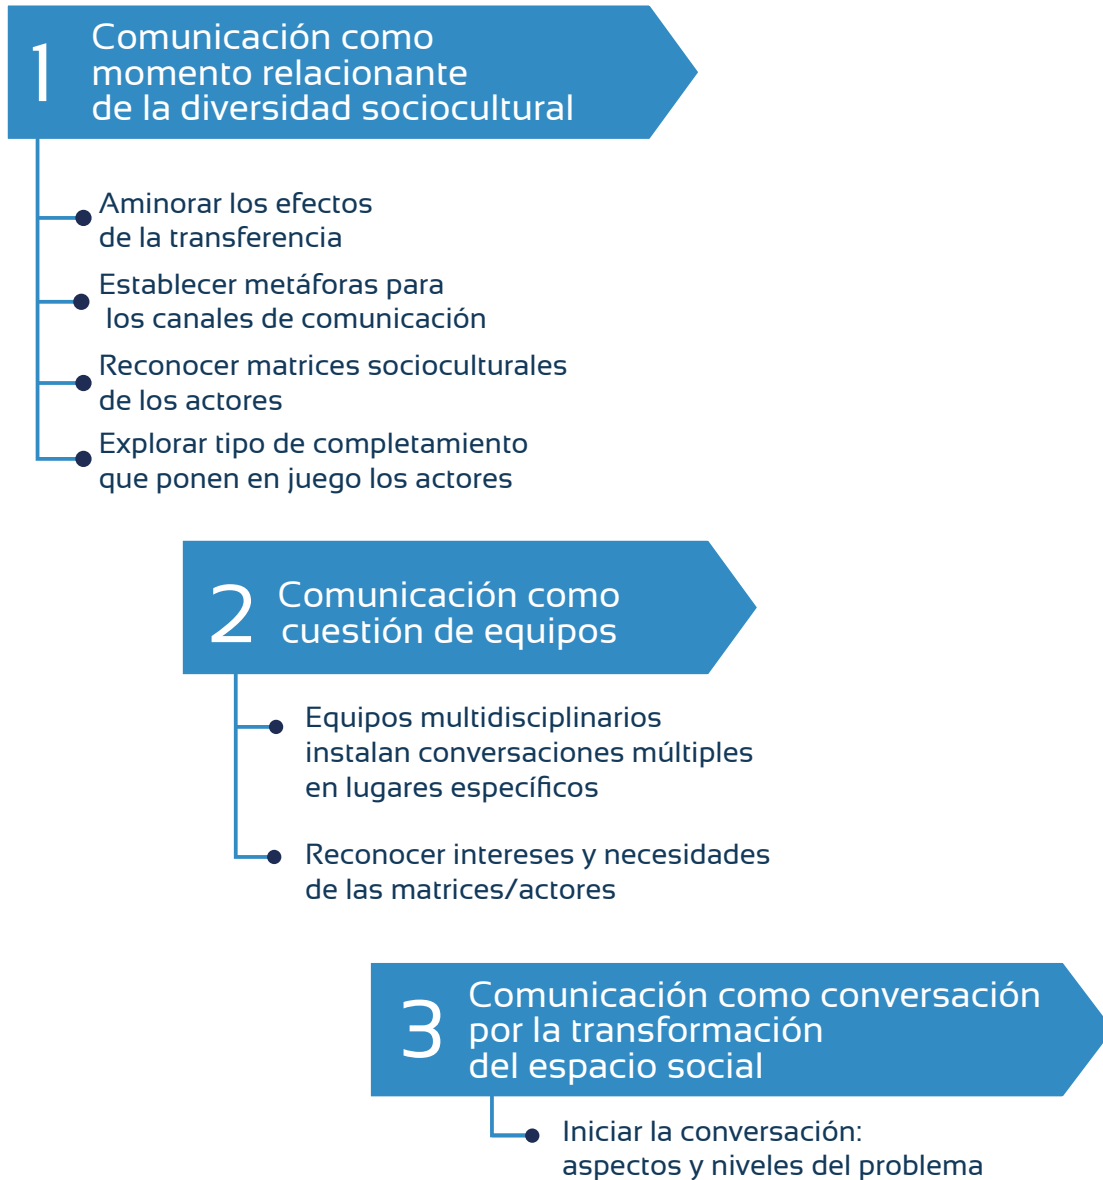 1
Comunicación como
momento relacionante
de la diversidad sociocultural
Aminorar los efectos
de la transferencia
Establecer metáforas para
los canales de comunicación
Reconocer matrices socioculturales
de los actores
Explorar tipo de completamiento
que ponen en juego los actores
2
Comunicación como
cuestión de equipos
Equipos multidisciplinarios
instalan conversaciones múltiples
en lugares específicos
Reconocer intereses y necesidades
de las matrices/actores
3
Comunicación como conversación
por la transformación
del espacio social
Iniciar la conversación:
aspectos y niveles del problema